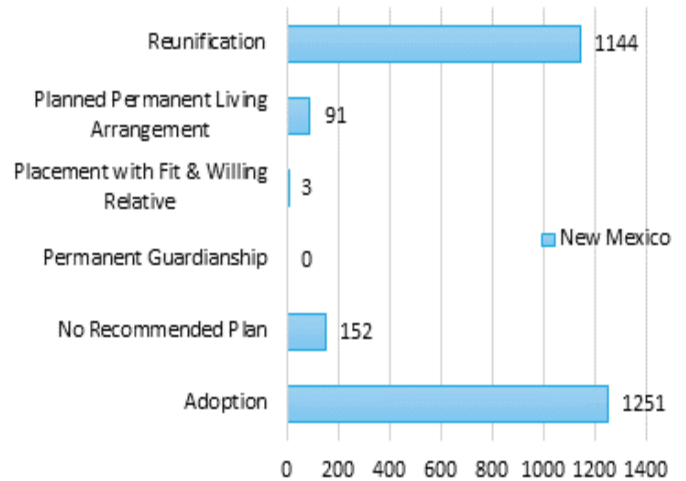 Reunification
1144
Planned Permanent Living
Arrangement
91
Placement with Fit & Willing
Relative
3
Permanent Guardianship
0
No Recommended Plan
152
Adoption
1251
New Mexico
0 200 400 600 800 1000 1200 1400